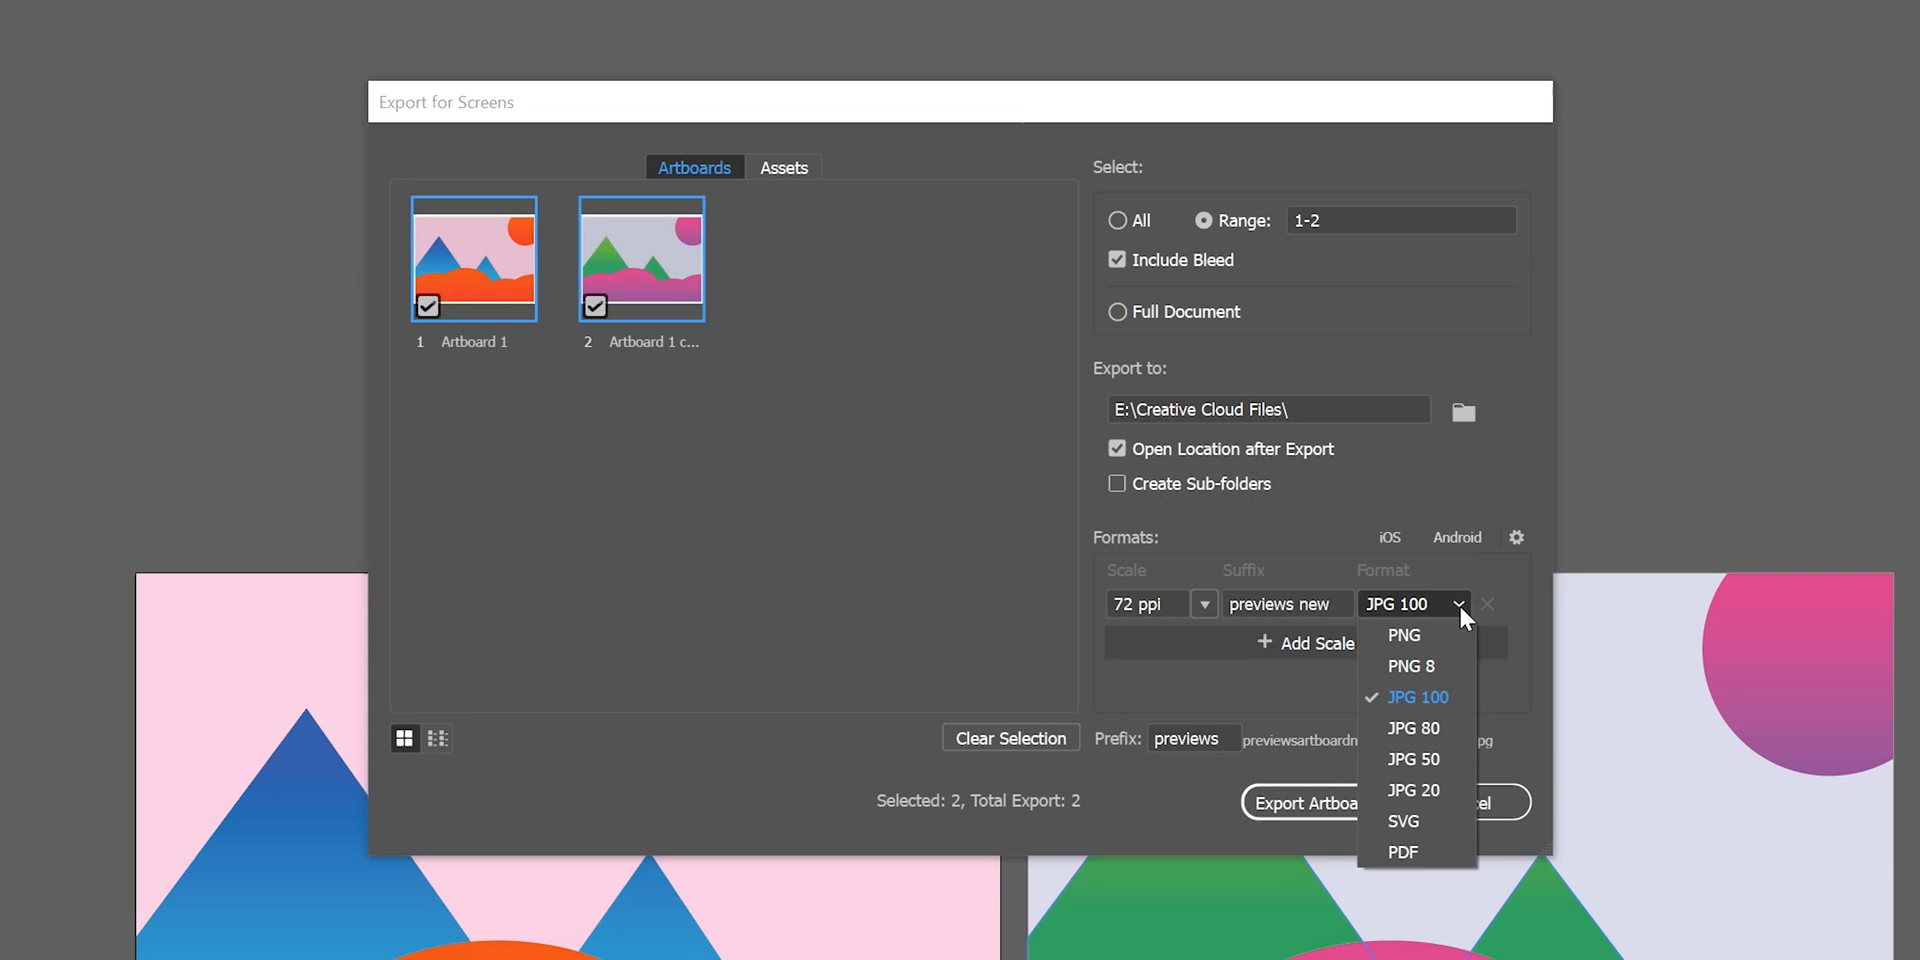 Export for Screens
Artboards
Assets
1 Artboard 1
2 Artboard 1 c...
Clear Selection
Selected: 2, Total Export: 2
Select:
All
Range: 1-2
Include Bleed
Full Document
Export to:
E:\Creative Cloud Files\
Open Location after Export
Create Sub-folders
Formats:
iOS
Android
Scale
Suffix
Format
72 ppi
previews new
JPG 100
+ Add Scale
PNG
PNG 8
JPG 100
JPG 80
JPG 50
JPG 20
SVG
PDF
Prefix: previews previewsartboardn pg
Export Artboa cel